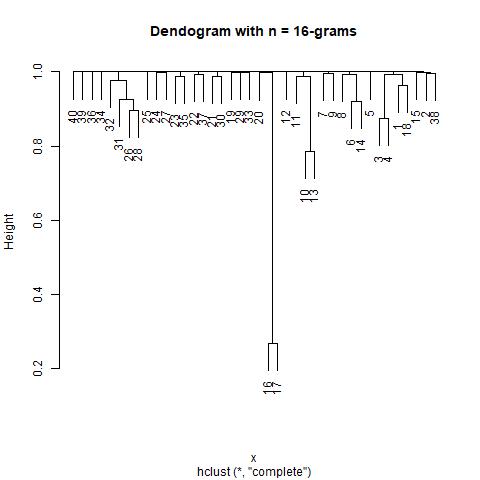 Dendogram with n = 16-grams
Height
1.0
0.8
0.6
0.4
0.2
40 39 36 34 32 31 26 28 25 24 27 23 35 22 37 21 30 19 29 33 20 16 17 12 11 10 13 7 9 8 6 14 5 3 4 1 18 15 2 38
x
hclust (*, "complete")